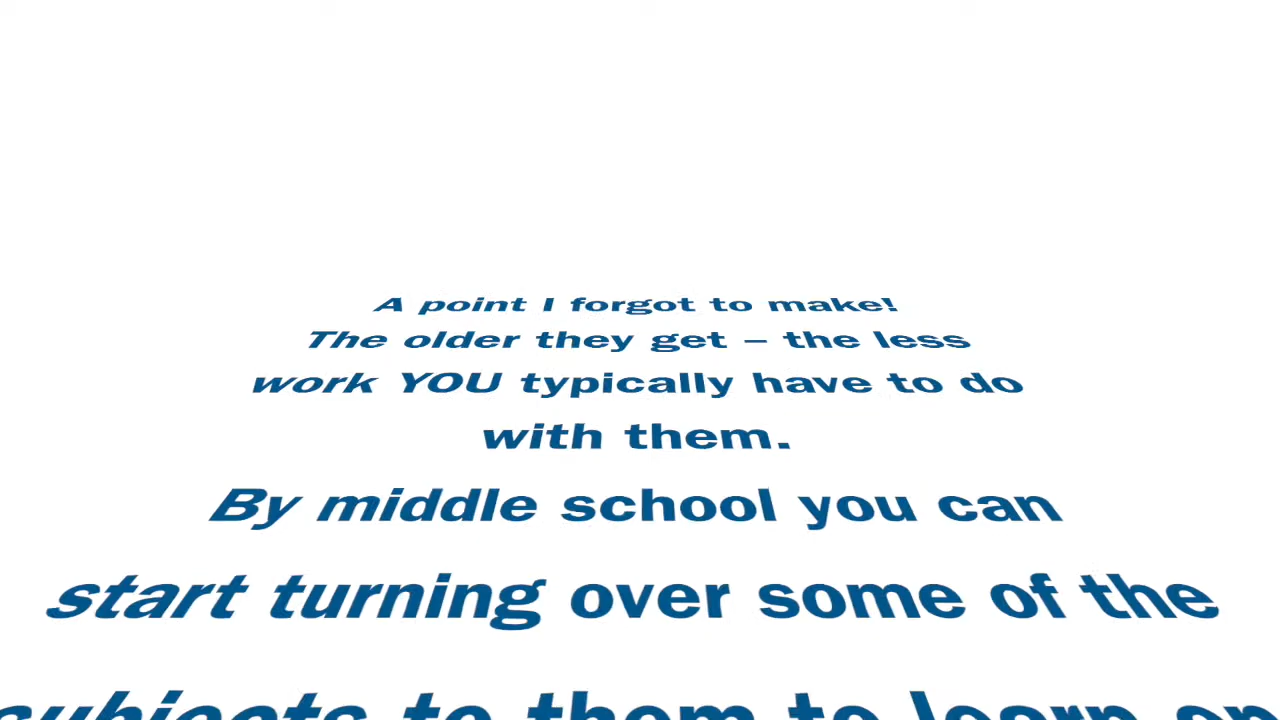 A point I forgot to make!
The older they get – the less
work YOU typically have to do
with them.
By middle school you can
start turning over some of the
subjects to them to learn on